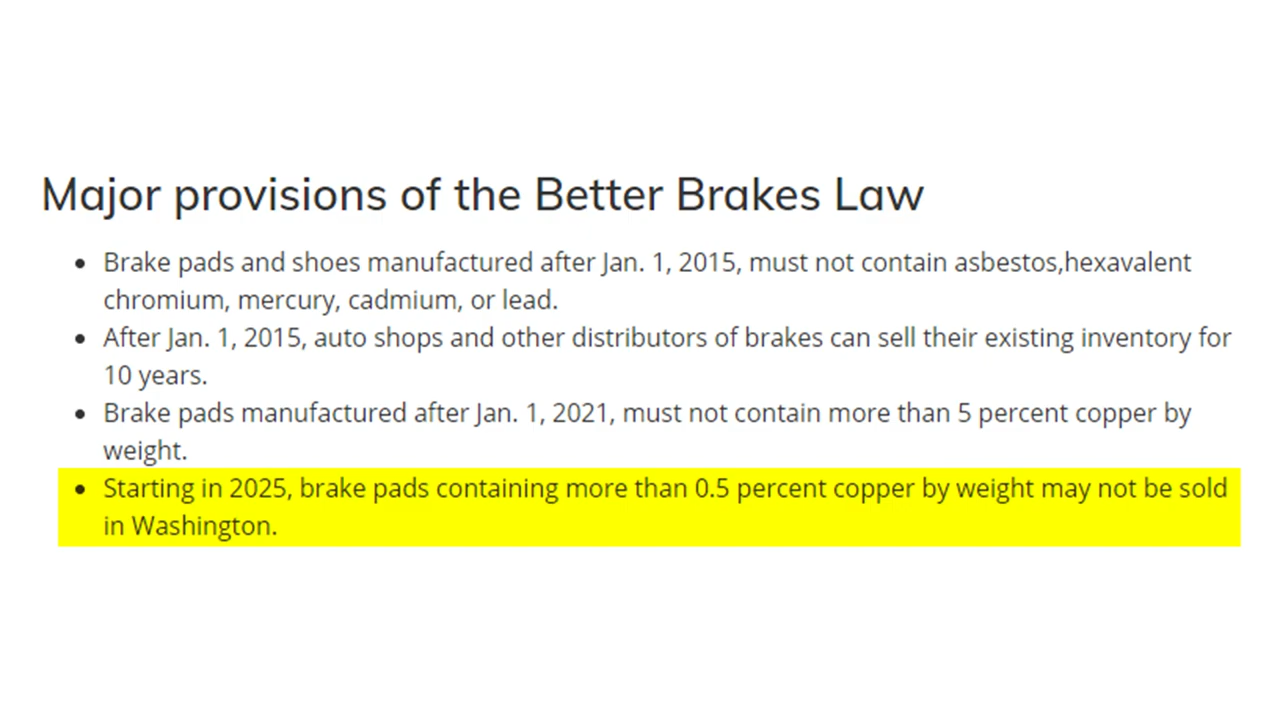 Major provisions of the Better Brakes Law
• Brake pads and shoes manufactured after Jan. 1, 2015, must not contain asbestos,hexavalent
chromium, mercury, cadmium, or lead.
• After Jan. 1, 2015, auto shops and other distributors of brakes can sell their existing inventory for
10 years.
• Brake pads manufactured after Jan. 1, 2021, must not contain more than 5 percent copper by
weight.
• Starting in 2025, brake pads containing more than 0.5 percent copper by weight may not be sold
in Washington.